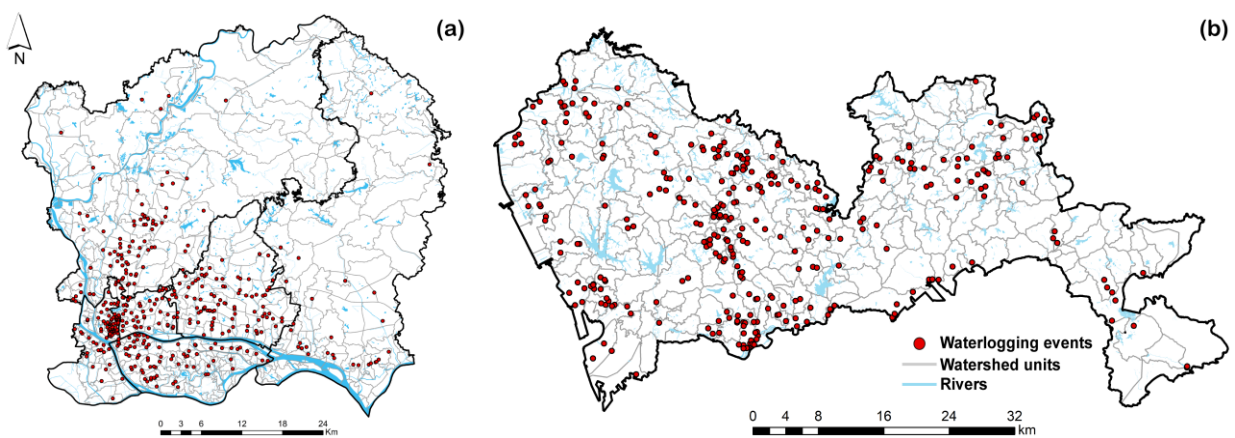 (a)
(b)
N
Waterlogging events
Watershed units
Rivers
0 3 6 12 18 24
Km
0 4 8 16 24 32
km